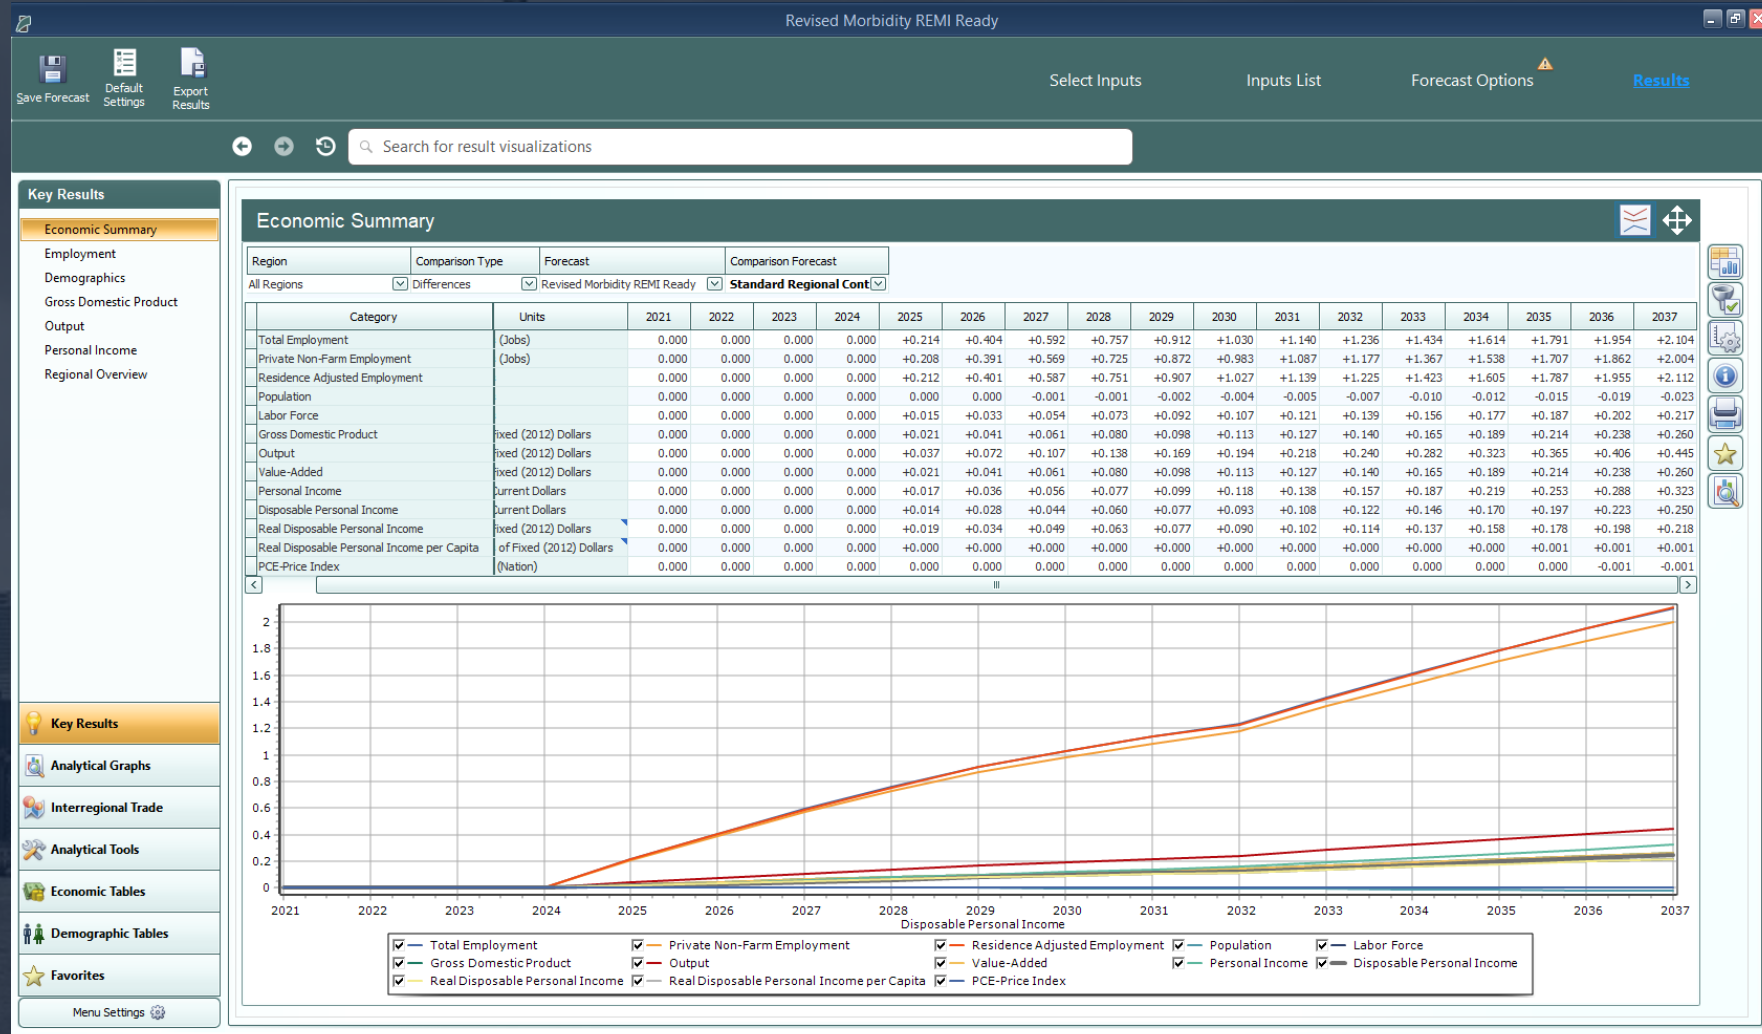 Revised Morbidity REMI Ready
Save Forecast
Default Settings
Export Results
Select Inputs
Inputs List
Forecast Options
Results
Search for result visualizations
Key Results
Economic Summary
Employment
Demographics
Gross Domestic Product
Output
Personal Income
Regional Overview
Key Results
Analytical Graphs
Interregional Trade
Analytical Tools
Economic Tables
Demographic Tables
Favorites
Menu Settings
Economic Summary
Region Comparison Type Forecast Comparison Forecast
All Regions Differences Revised Morbidity REMI Ready Standard Regional Cont
Category Units 2021 2022 2023 2024 2025 2026 2027 2028 2029 2030 2031 2032 2033 2034 2035 2036 2037
Total Employment (Jobs) 0.000 0.000 0.000 0.000 +0.214 +0.404 +0.592 +0.757 +0.912 +1.030 +1.140 +1.236 +1.434 +1.614 +1.791 +1.954 +2.104
Private Non-Farm Employment (Jobs) 0.000 0.000 0.000 0.000 +0.208 +0.391 +0.569 +0.725 +0.872 +0.983 +1.087 +1.177 +1.367 +1.538 +1.707 +1.862 +2.004
Residence Adjusted Employment 0.000 0.000 0.000 0.000 +0.212 +0.401 +0.587 +0.751 +0.907 +1.027 +1.139 +1.225 +1.423 +1.605 +1.787 +1.955 +2.112
Population 0.000 0.000 0.000 0.000 0.000 0.000 -0.001 -0.001 -0.002 -0.004 -0.005 -0.007 -0.010 -0.012 -0.015 -0.019 -0.023
Labor Force 0.000 0.000 0.000 0.000 +0.015 +0.033 +0.054 +0.073 +0.092 +0.107 +0.121 +0.139 +0.156 +0.177 +0.187 +0.202 +0.217
Gross Domestic Product Fixed (2012) Dollars 0.000 0.000 0.000 0.000 +0.021 +0.041 +0.061 +0.080 +0.098 +0.113 +0.127 +0.140 +0.165 +0.189 +0.214 +0.238 +0.260
Output Fixed (2012) Dollars 0.000 0.000 0.000 0.000 +0.037 +0.072 +0.107 +0.138 +0.169 +0.194 +0.218 +0.240 +0.282 +0.323 +0.365 +0.406 +0.445
Value-Added Fixed (2012) Dollars 0.000 0.000 0.000 0.000 +0.021 +0.041 +0.061 +0.080 +0.098 +0.113 +0.127 +0.140 +0.165 +0.189 +0.214 +0.238 +0.260
Personal Income Current Dollars 0.000 0.000 0.000 0.000 +0.017 +0.036 +0.056 +0.077 +0.099 +0.118 +0.138 +0.157 +0.187 +0.219 +0.253 +0.288 +0.323
Disposable Personal Income Current Dollars 0.000 0.000 0.000 0.000 +0.014 +0.028 +0.044 +0.060 +0.077 +0.093 +0.108 +0.122 +0.146 +0.170 +0.197 +0.223 +0.250
Real Disposable Personal Income Fixed (2012) Dollars 0.000 0.000 0.000 0.000 +0.019 +0.034 +0.049 +0.063 +0.077 +0.090 +0.102 +0.114 +0.137 +0.158 +0.178 +0.198 +0.218
Real Disposable Personal Income per Capita of Fixed (2012) Dollars 0.000 0.000 0.000 0.000 +0.000 +0.000 +0.000 +0.000 +0.000 +0.000 +0.000 +0.000 +0.000 +0.000 +0.001 +0.001 +0.001
PCE-Price Index (Nation) 0.000 0.000 0.000 0.000 0.000 0.000 0.000 0.000 0.000 0.000 0.000 0.000 0.000 0.000 0.000 -0.001 -0.001
2
1.8
1.6
1.4
1.2
1
0.8
0.6
0.4
0.2
0
2021 2022 2023 2024 2025 2026 2027 2028 2029 2030 2031 2032 2033 2034 2035 2036 2037
Disposable Personal Income
Total Employment Private Non-Farm Employment Residence Adjusted Employment Population Labor Force
Gross Domestic Product Output Value-Added Personal Income Disposable Personal Income
Real Disposable Personal Income Real Disposable Personal Income per Capita PCE-Price Index